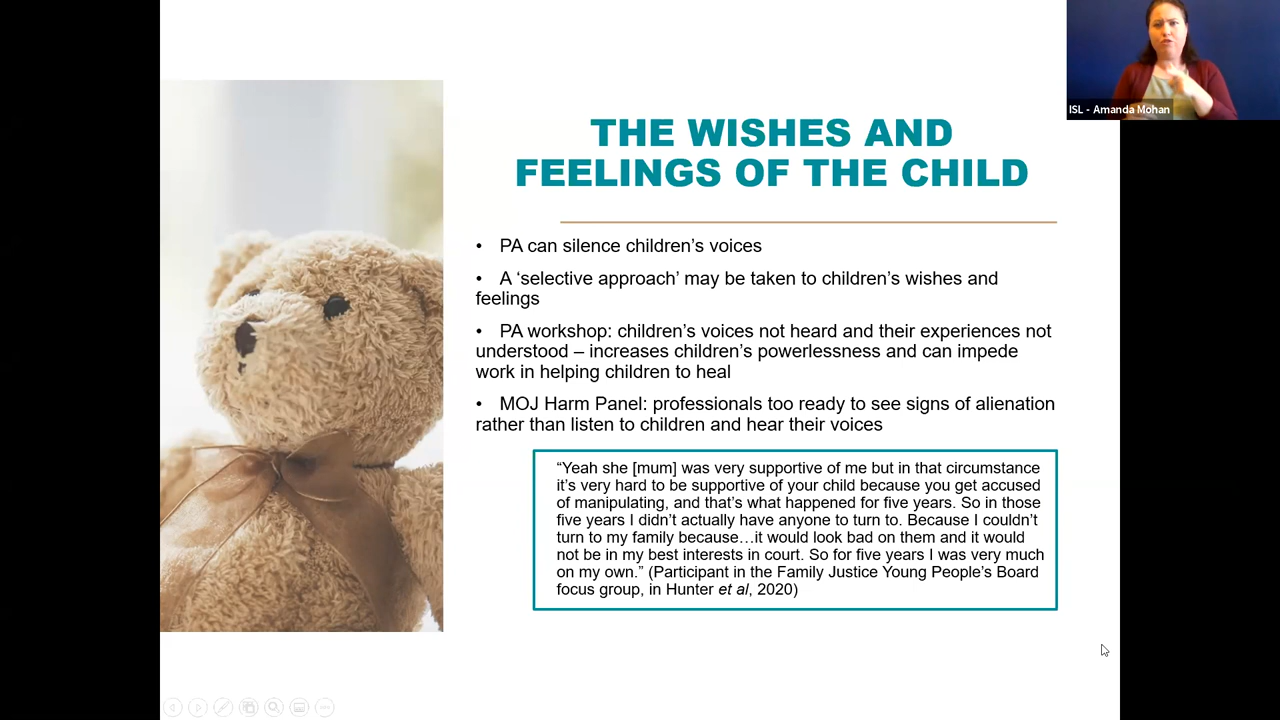 ISL - Amanda Mohan
THE WISHES AND
FEELINGS OF THE CHILD
• PA can silence children’s voices
• A ‘selective approach’ may be taken to children’s wishes and
feelings
• PA workshop: children’s voices not heard and their experiences not
understood – increases children’s powerlessness and can impede
work in helping children to heal
• MOJ Harm Panel: professionals too ready to see signs of alienation
rather than listen to children and hear their voices
“Yeah she [mum] was very supportive of me but in that circumstance
it’s very hard to be supportive of your child because you get accused
of manipulating, and that’s what happened for five years. So in those
five years I didn’t actually have anyone to turn to. Because I couldn’t
turn to my family because…it would look bad on them and it would
not be in my best interests in court. So for five years I was very much
on my own.” (Participant in the Family Justice Young People’s Board
focus group, in Hunter et al, 2020)